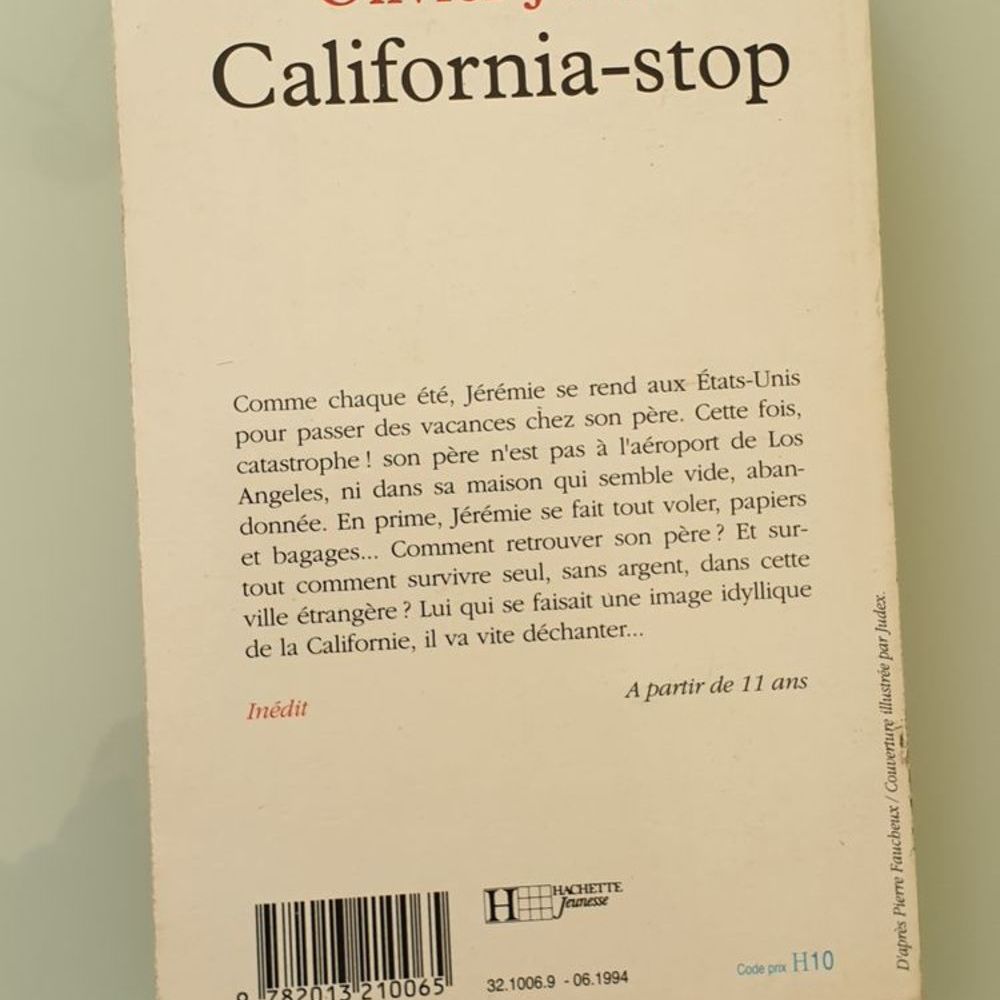 California-stop
Comme chaque été, Jérémie se rend aux États-Unis
pour passer des vacances chez son père. Cette fois,
catastrophe ! son père n'est pas à l'aéroport de Los
Angeles, ni dans sa maison qui semble vide, aban-
donnée. En prime, Jérémie se fait tout voler, papiers
et bagages... Comment retrouver son père ? Et sur-
tout comment survivre seul, sans argent, dans cette
ville étrangère ? Lui qui se faisait une image idyllique
de la Californie, il va vite déchanter...
A partir de 11 ans
Inédit
D'après Pierre Faucheux / Couverture illustrée par Judex.
H HACHETTE
Jeunesse
9 782013 210065
32.1006.9 - 06.1994
Code prix H10